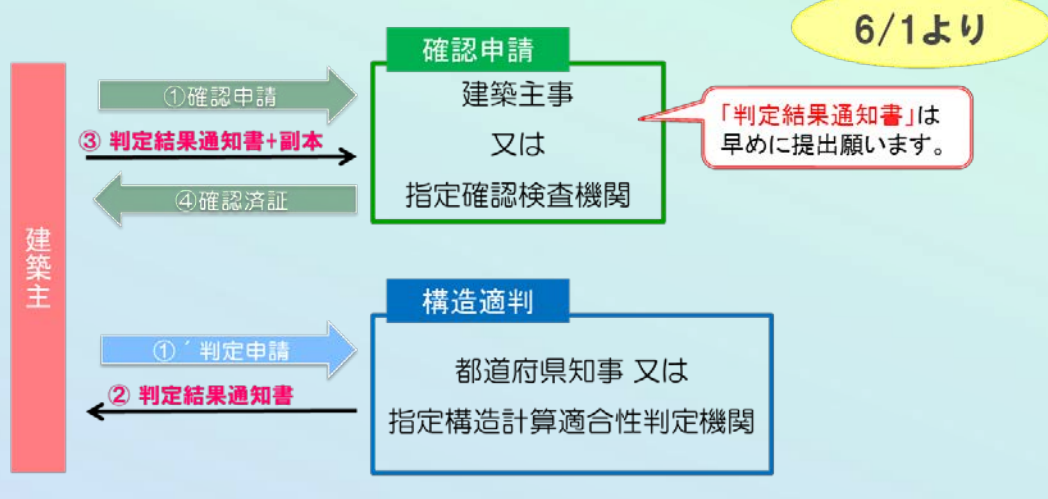 6/1より
確認申請
建築主事
又は
指定確認検査機関
「判定結果通知書」は
早めに提出願います。
建築主
①確認申請
③ 判定結果通知書+副本
④確認済証
構造適判
都道府県知事 又は
指定構造計算適合性判定機関
①´判定申請
② 判定結果通知書